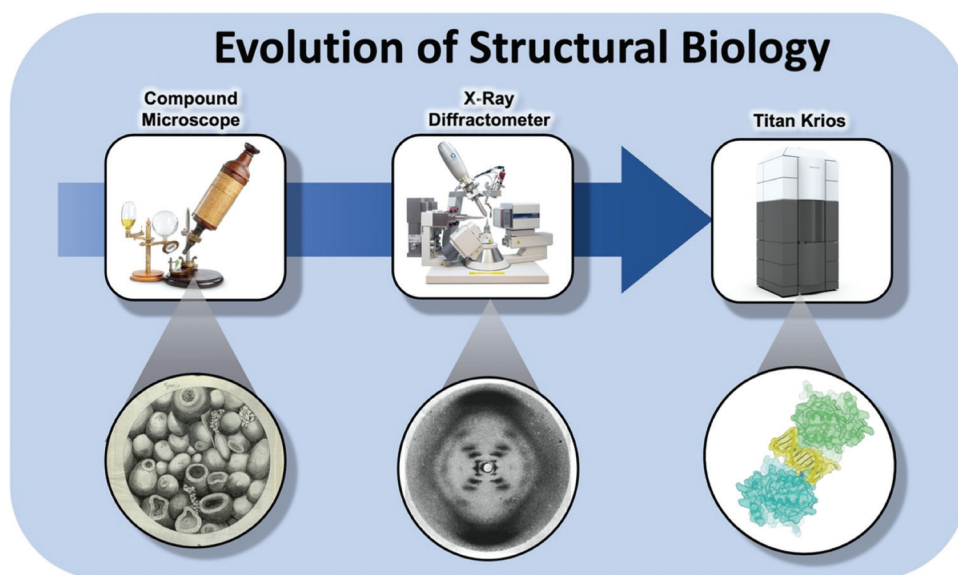 Evolution of Structural Biology
Compound
Microscope
X-Ray
Diffractometer
Titan Krios